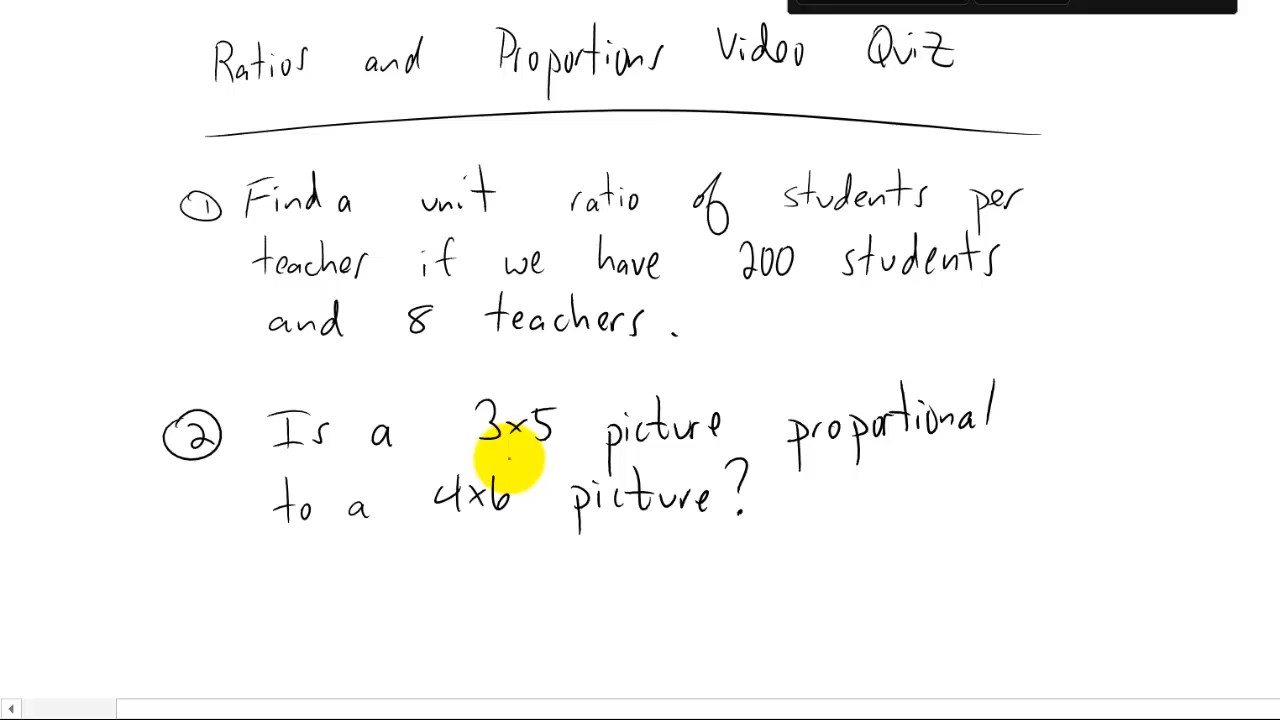 Ratios and Proportions Video Quiz
① Find a unit ratio of students per
teacher if we have 200 students
and 8 teachers.
② Is a 3x5 picture proportional
to a 4x6 picture?